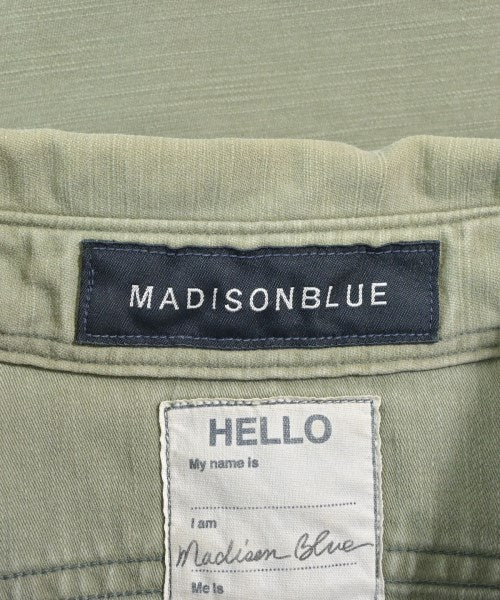 MADISONBLUE
HELLO
My name is
I am
Madison Blue
Me is